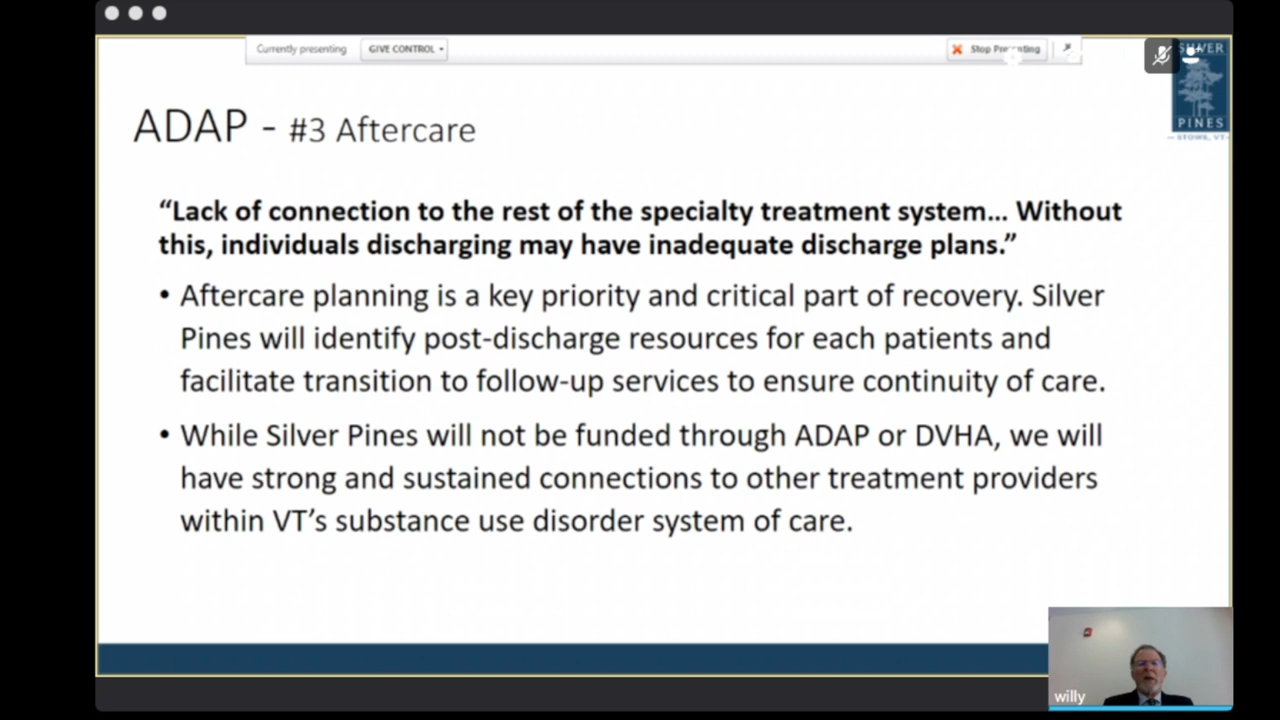 Currently presenting GIVE CONTROL Stop Presenting
SILVER
PINES
STOWE, VT
ADAP - #3 Aftercare
“Lack of connection to the rest of the specialty treatment system... Without
this, individuals discharging may have inadequate discharge plans.”
• Aftercare planning is a key priority and critical part of recovery. Silver
Pines will identify post-discharge resources for each patients and
facilitate transition to follow-up services to ensure continuity of care.
• While Silver Pines will not be funded through ADAP or DVHA, we will
have strong and sustained connections to other treatment providers
within VT’s substance use disorder system of care.
willy